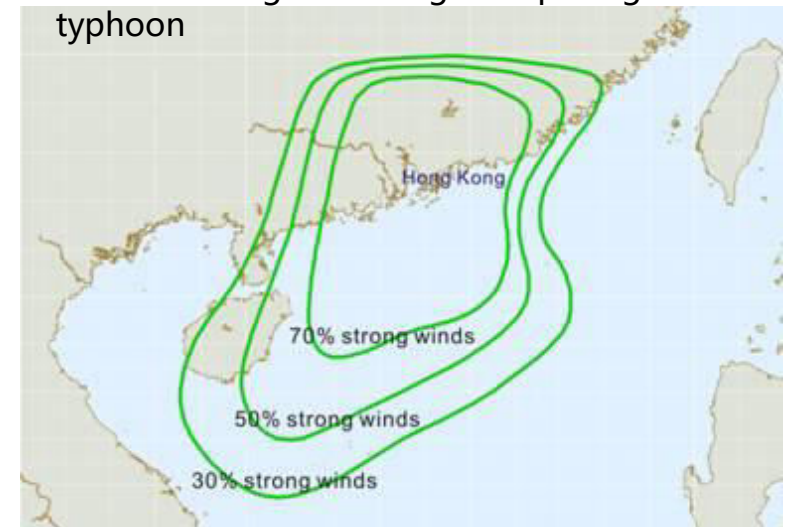 typhoon
Hong Kong
70% strong winds
50% strong winds
30% strong winds